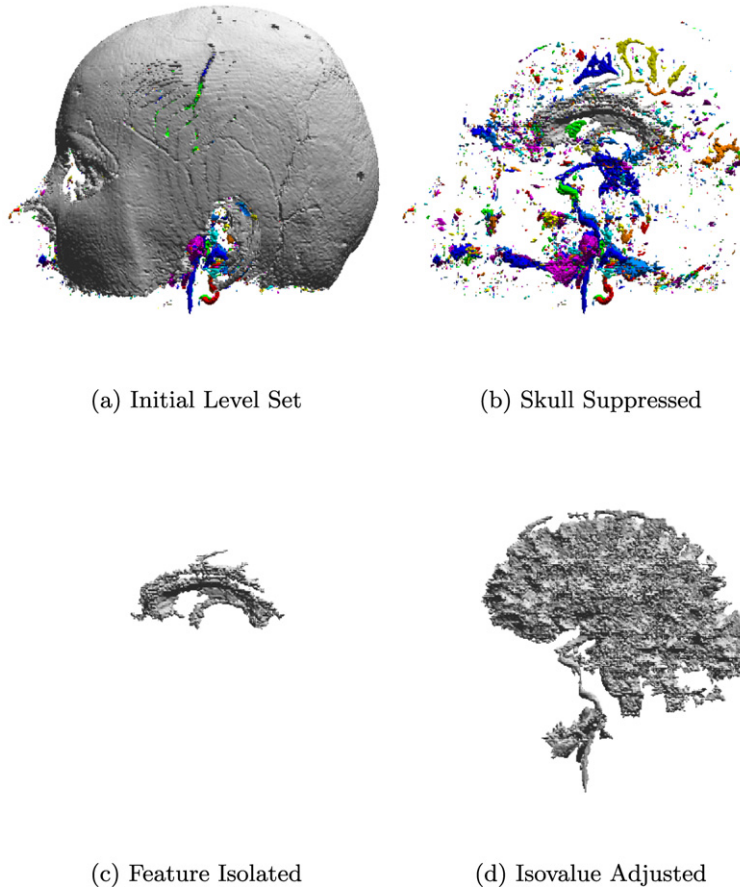 (a) Initial Level Set
(b) Skull Suppressed
(c) Feature Isolated
(d) Isovalue Adjusted